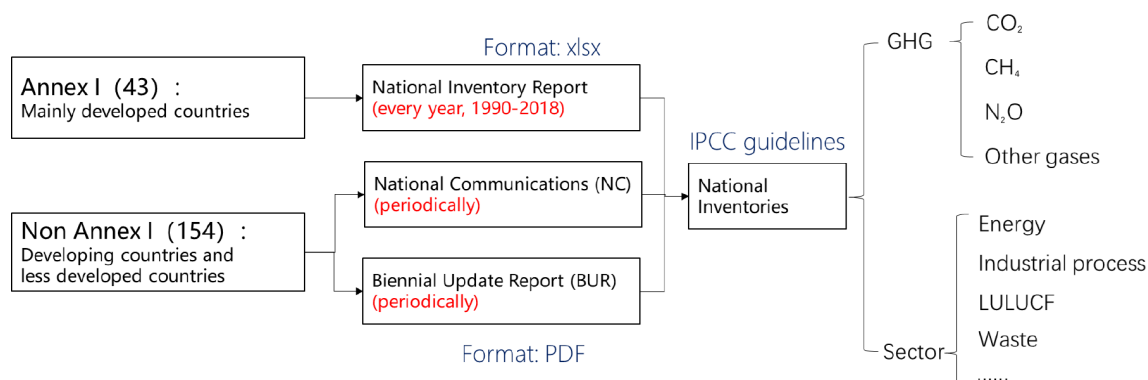 Format: xlsx
Annex I (43) :
Mainly developed countries
National Inventory Report
(every year, 1990-2018)
National Communications (NC)
(periodically)
Non Annex I (154) :
Developing countries and
less developed countries
Biennial Update Report (BUR)
(periodically)
Format: PDF
IPCC guidelines
National
Inventories
GHG
CO₂
CH₄
N₂O
Other gases
Sector
Energy
Industrial process
LULUCF
Waste
......